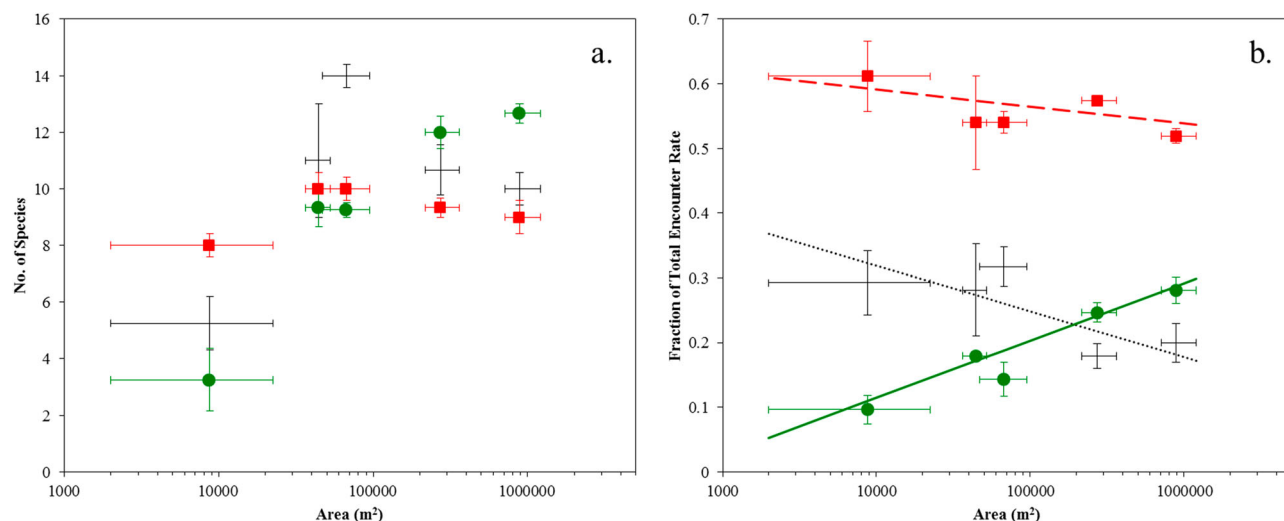 a.
No. of Species
16
14
12
10
8
6
4
2
0
1000 10000 100000 1000000
Area (m²)
b.
Fraction of Total Encounter Rate
0.7
0.6
0.5
0.4
0.3
0.2
0.1
0
1000 10000 100000 1000000
Area (m²)